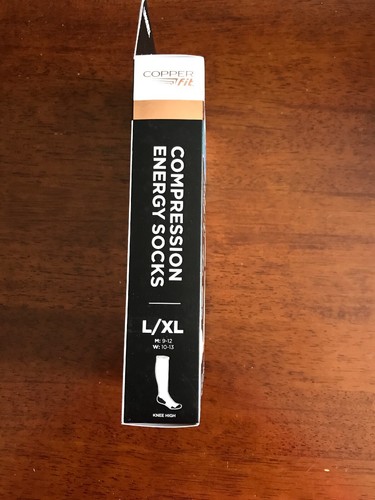 COPPER
fit
COMPRESSION
ENERGY SOCKS
L/XL
M: 9-12
W: 10-13
KNEE HIGH